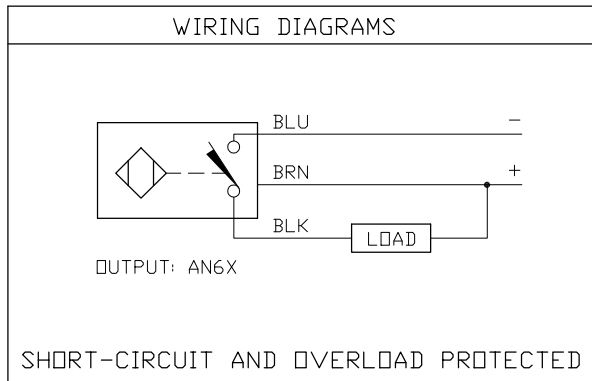 WIRING DIAGRAMS
BLU −
BRN +
BLK LOAD
OUTPUT: AN6X
SHORT-CIRCUIT AND OVERLOAD PROTECTED